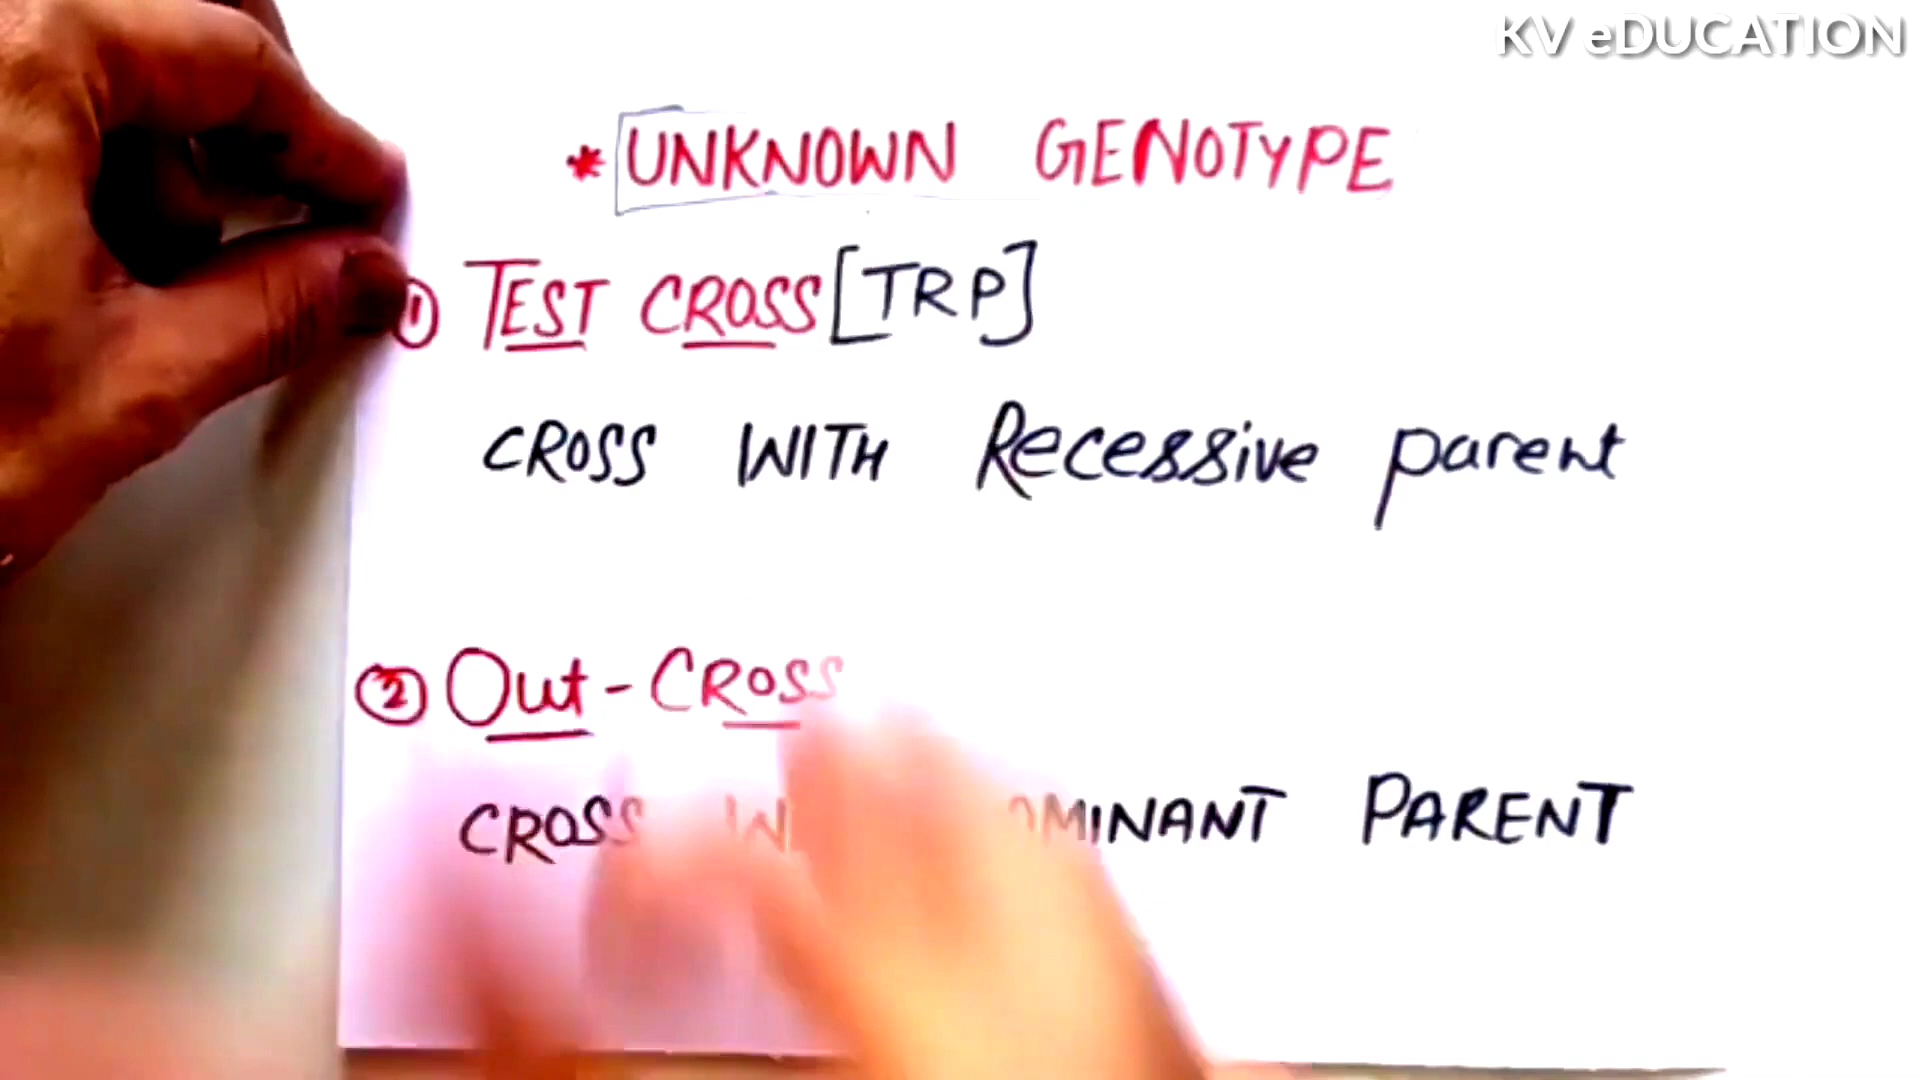 KV eDUCATION
* UNKNOWN GENOTYPE
① TEST CROSS [TRP]
CROSS WITH Recessive parent
② Out-CROSS
CROSS PARENT